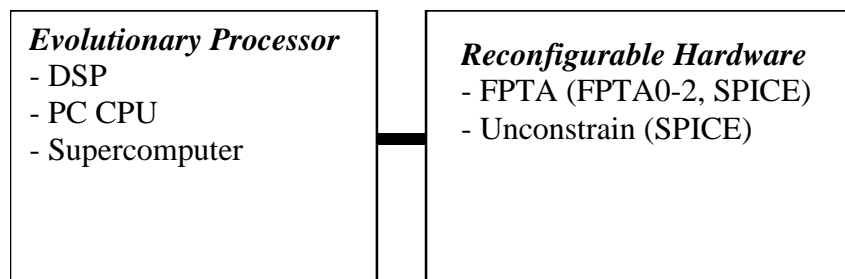 Evolutionary Processor
- DSP
- PC CPU
- Supercomputer
Reconfigurable Hardware
- FPTA (FPTA0-2, SPICE)
- Unconstrain (SPICE)